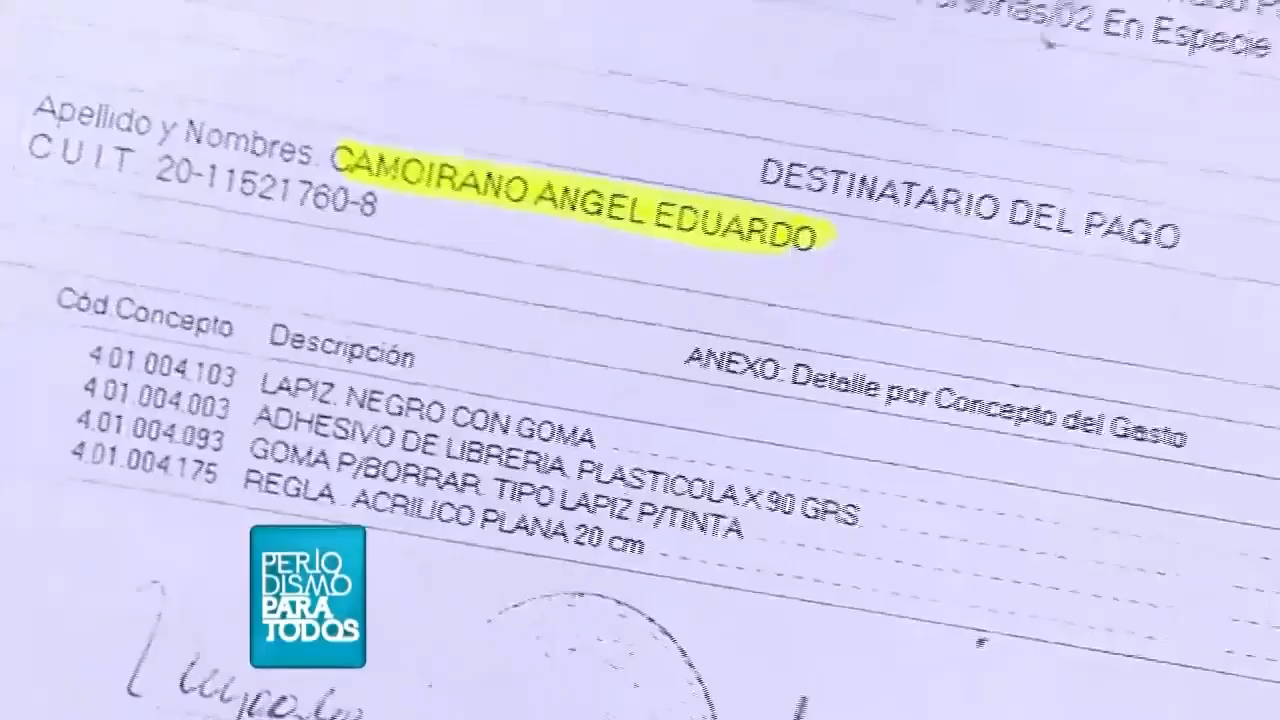 En Especie
DESTINATARIO DEL PAGO
Apellido y Nombres. CAMOIRANO ANGEL EDUARDO
C U I T. 20-11521760-8
ANEXO: Detalle por Concepto del Gasto
Cód.Concepto Descripción
4.01.004.103 LAPIZ. NEGRO CON GOMA
4.01.004.003 ADHESIVO DE LIBRERIA. PLASTICOLA X 90 GRS
4.01.004.093 GOMA P/BORRAR. TIPO LAPIZ P/TINTA
4.01.004.175 REGLA. ACRILICO PLANA 20 cm
PERIO
DISMO
PARA
TODOS